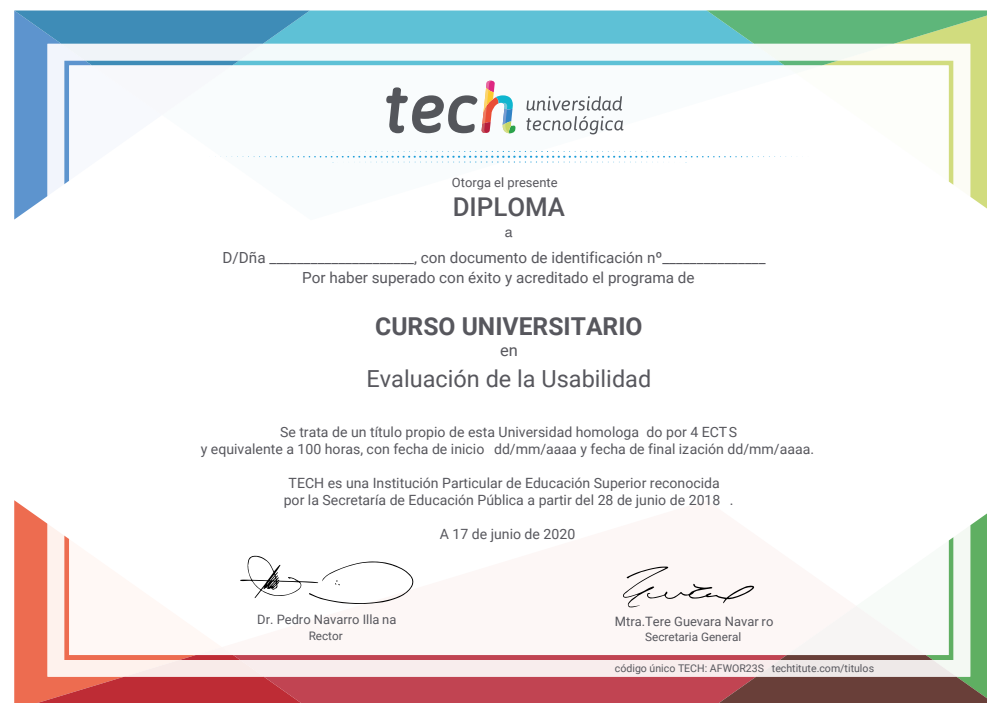 tech universidad
tecnológica
Otorga el presente
DIPLOMA
a
D/Dña ____________________, con documento de identificación nº______________
Por haber superado con éxito y acreditado el programa de
CURSO UNIVERSITARIO
en
Evaluación de la Usabilidad
Se trata de un título propio de esta Universidad homologa do por 4 ECTS
y equivalente a 100 horas, con fecha de inicio dd/mm/aaaa y fecha de final ización dd/mm/aaaa.
TECH es una Institución Particular de Educación Superior reconocida
por la Secretaría de Educación Pública a partir del 28 de junio de 2018 .
A 17 de junio de 2020
Dr. Pedro Navarro Illa na
Rector
Mtra.Tere Guevara Navar ro
Secretaria General
código único TECH: AFWOR23S techtitute.com/titulos